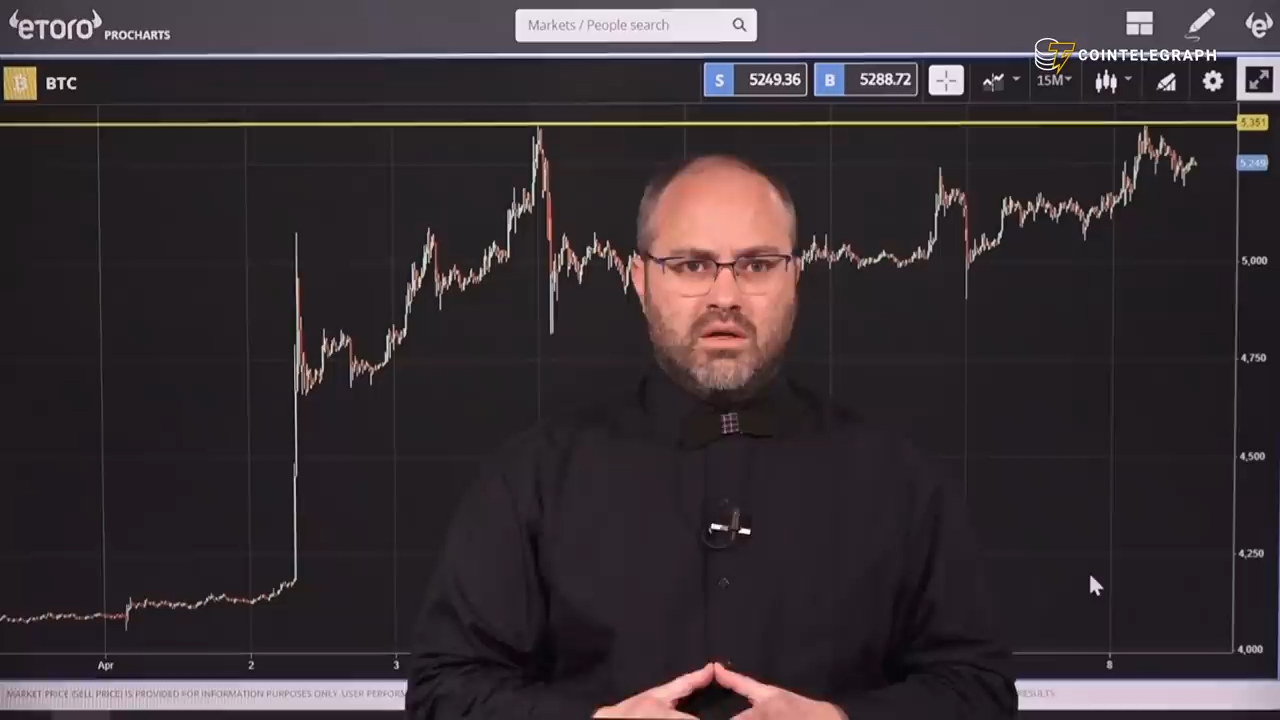 eToro PROCHARTS
Markets / People search
COINTELEGRAPH
BTC
S 5249.36
B 5288.72
15M
5,351
5,249
5,000
4,750
4,500
4,250
4,000
Apr 2 3 8
MARKET PRICE (SELL PRICE) IS PROVIDED FOR INFORMATION PURPOSES ONLY. USER PERFORM
RESULTS